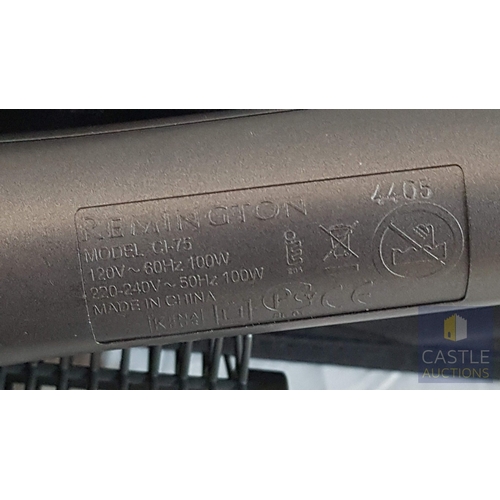 REMINGTON
MODEL CI-75
120V ~ 60Hz 100W
220-240V ~ 50Hz 100W
MADE IN CHINA
4405
CASTLE
AUCTIONS